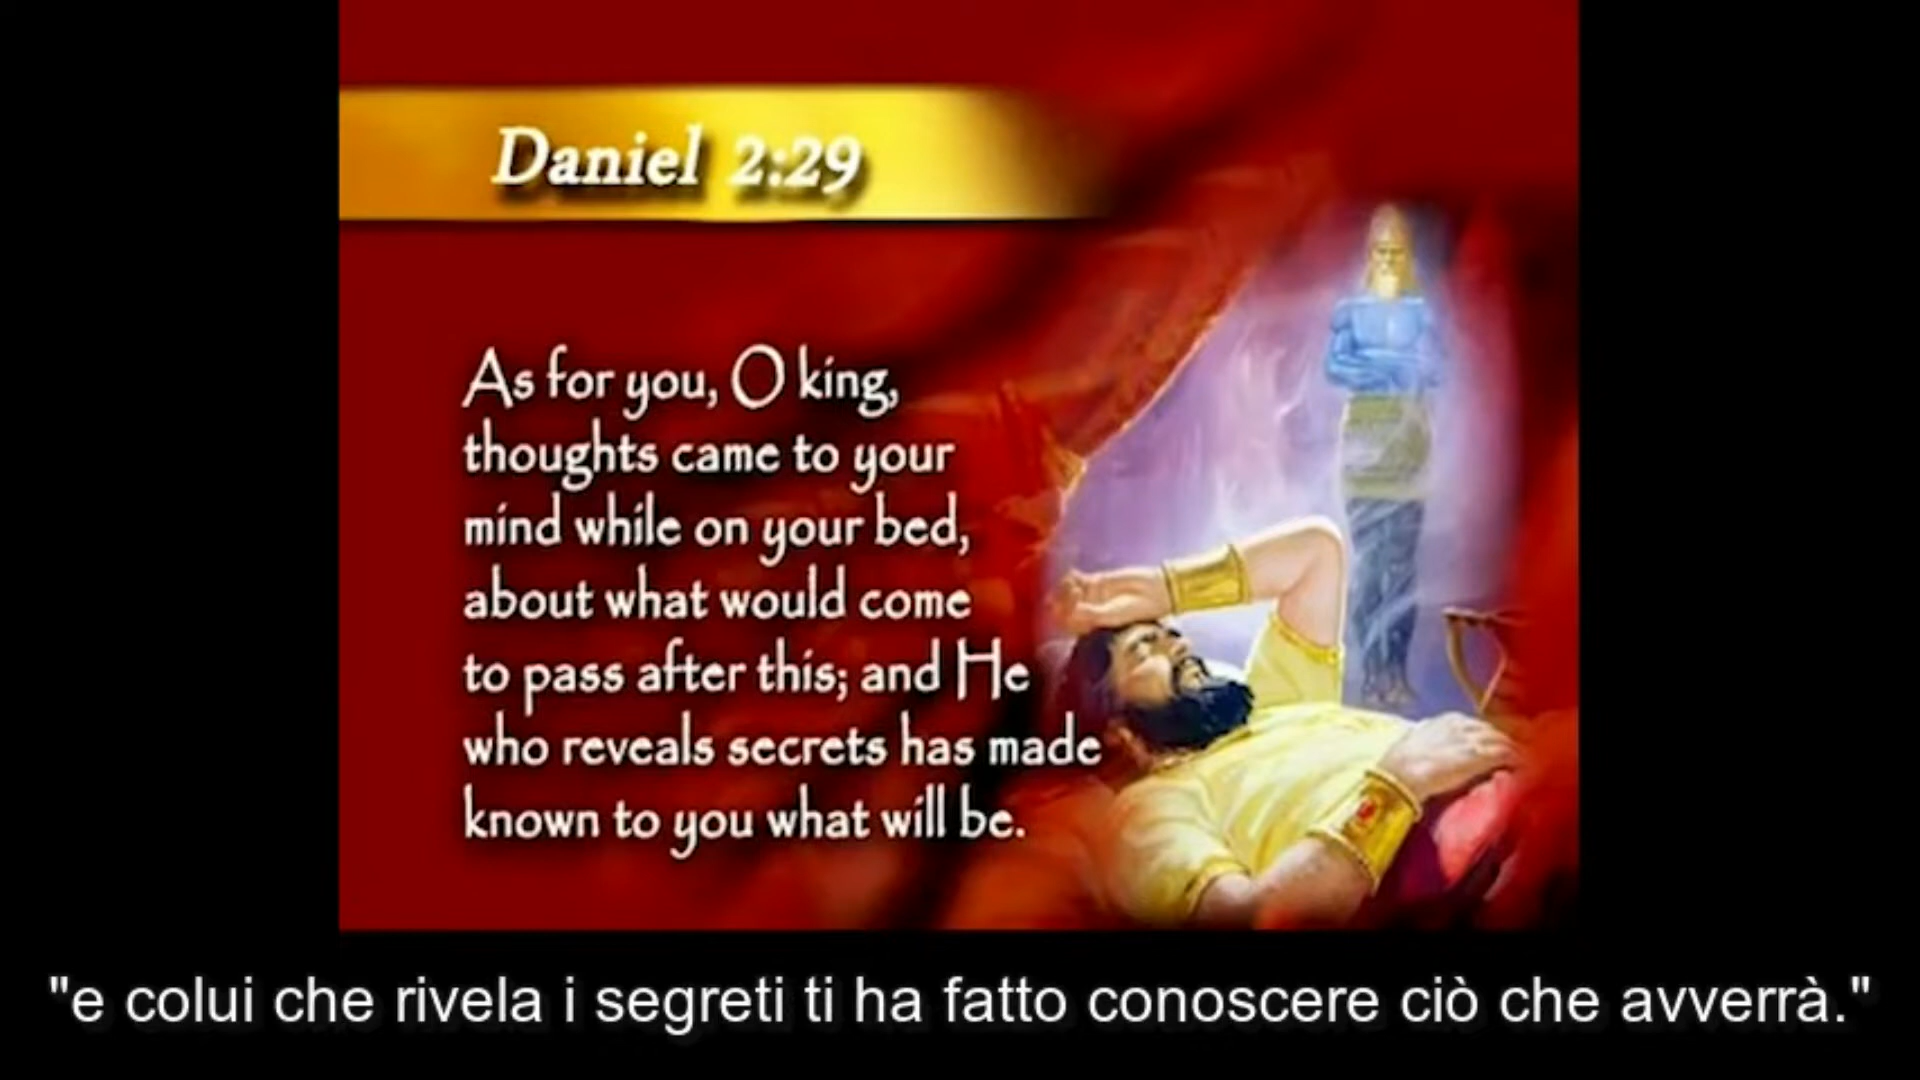 Daniel 2:29
As for you, O king,
thoughts came to your
mind while on your bed,
about what would come
to pass after this; and He
who reveals secrets has made
known to you what will be.
"e colui che rivela i segreti ti ha fatto conoscere ciò che avverrà."